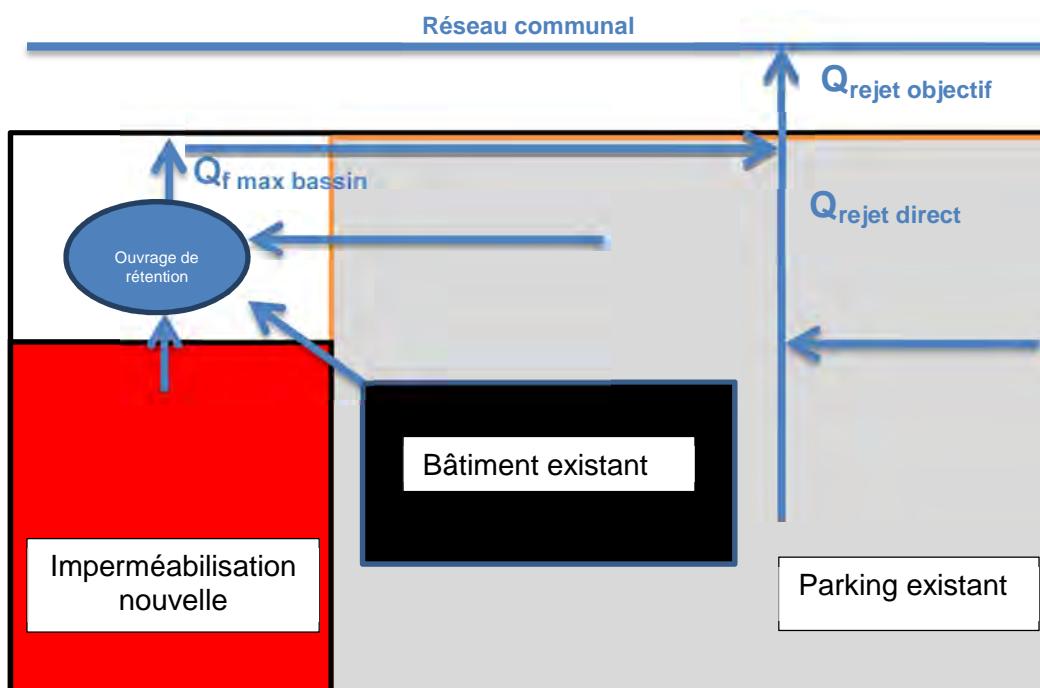 Réseau communal
Qrejet objectif
Qf max bassin
Qrejet direct
Ouvrage de
rétention
Bâtiment existant
Imperméabilisation
nouvelle
Parking existant